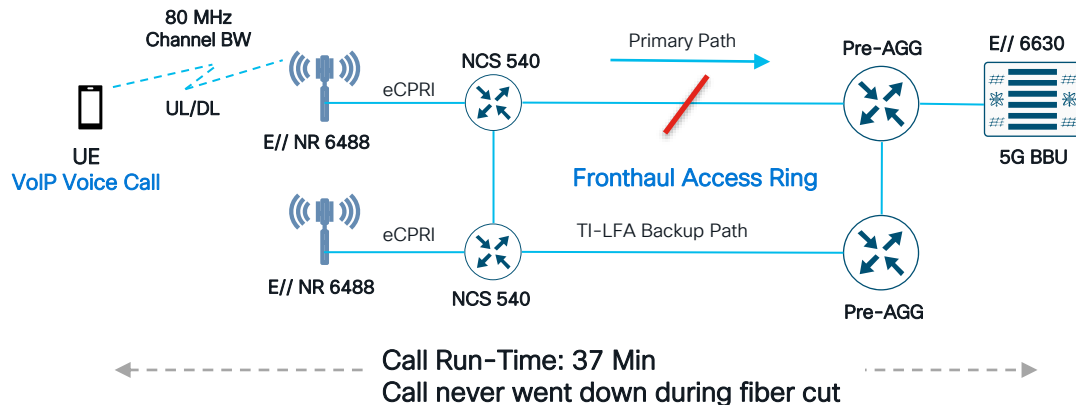 80 MHz
Channel BW
UL/DL
UE
VoIP Voice Call
E// NR 6488
eCPRI
NCS 540
Primary Path
Pre-AGG
E// 6630
5G BBU
Fronthaul Access Ring
E// NR 6488
eCPRI
NCS 540
TI-LFA Backup Path
Pre-AGG
Call Run-Time: 37 Min
Call never went down during fiber cut